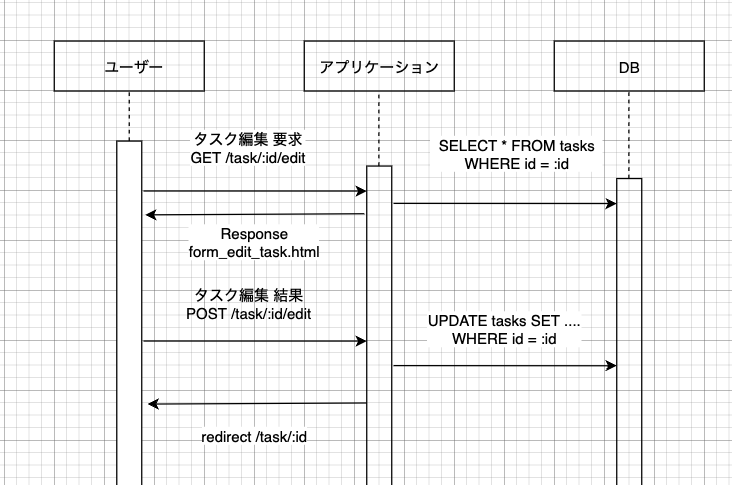 ユーザー
アプリケーション
DB
タスク編集 要求
GET /task/:id/edit
SELECT * FROM tasks
WHERE id = :id
Response
form_edit_task.html
タスク編集 結果
POST /task/:id/edit
UPDATE tasks SET ....
WHERE id = :id
redirect /task/:id